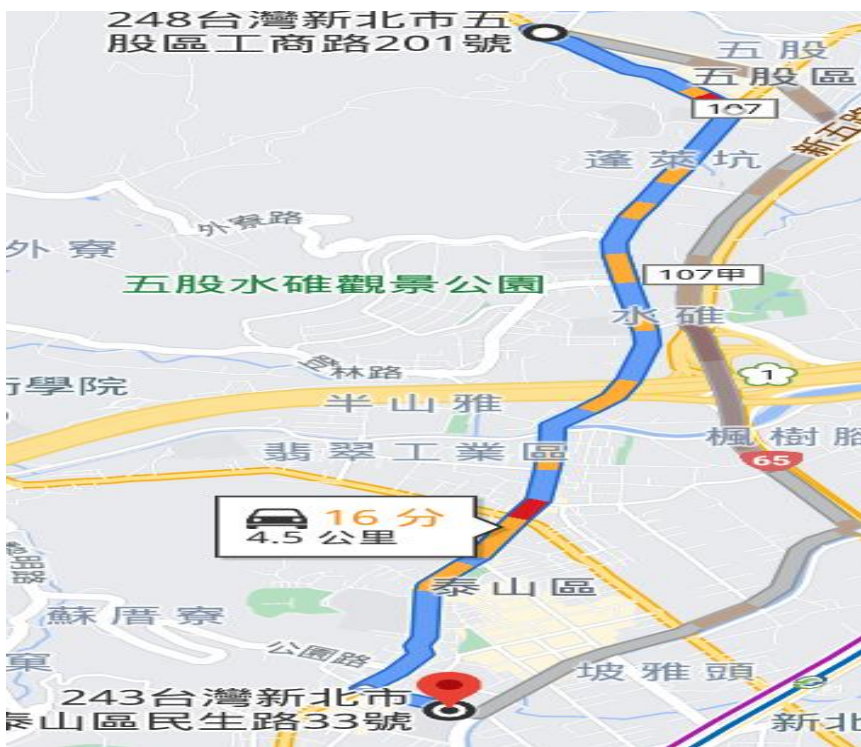 248台灣新北市五
股區工商路201號
五股
五股區
107
新五路
蓬萊坑
外寮路
外寮
107甲
五股水碓觀景公園
水碓
林路
學院
1
半山雅
楓樹腳
翡翠工業區
65
16 分
4.5 公里
明路
泰山區
蘇厝寮
公園路
坡雅頭
243台灣新北市
泰山區民生路33號
新北